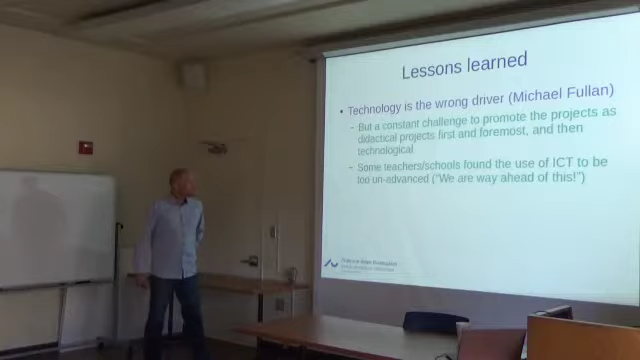 Lessons learned
• Technology is the wrong driver (Michael Fullan)
– But a constant challenge to promote the projects as
didactical projects first and foremost, and then
technological
– Some teachers/schools found the use of ICT to be
too un-advanced ("We are way ahead of this!")